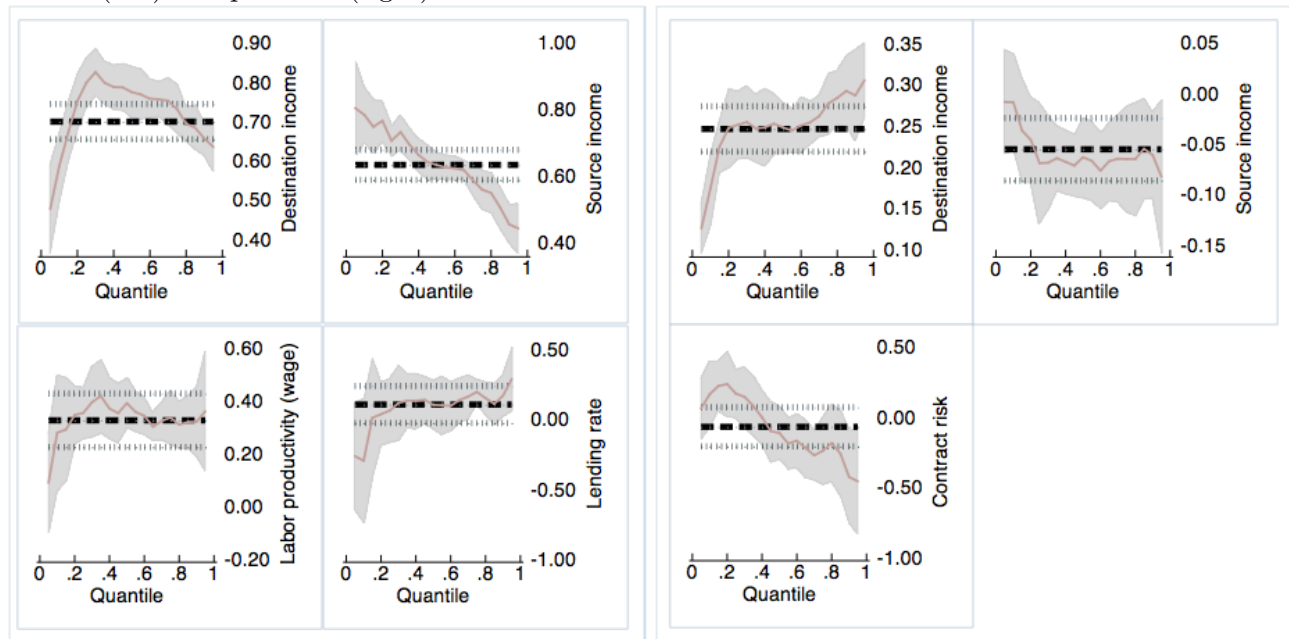 0.90
0.80
0.70
0.60
0.50
0.40
Destination income
0 .2 .4 .6 .8 1
Quantile
1.00
0.80
0.60
0.40
Source income
0 .2 .4 .6 .8 1
Quantile
0.60
0.40
0.20
0.00
-0.20
Labor productivity (wage)
0 .2 .4 .6 .8 1
Quantile
0.50
0.00
-0.50
-1.00
Lending rate
0 .2 .4 .6 .8 1
Quantile
0.35
0.30
0.25
0.20
0.15
0.10
Destination income
0 .2 .4 .6 .8 1
Quantile
0.05
0.00
-0.05
-0.10
-0.15
Source income
0 .2 .4 .6 .8 1
Quantile
0.50
0.00
-0.50
-1.00
Contract risk
0 .2 .4 .6 .8 1
Quantile